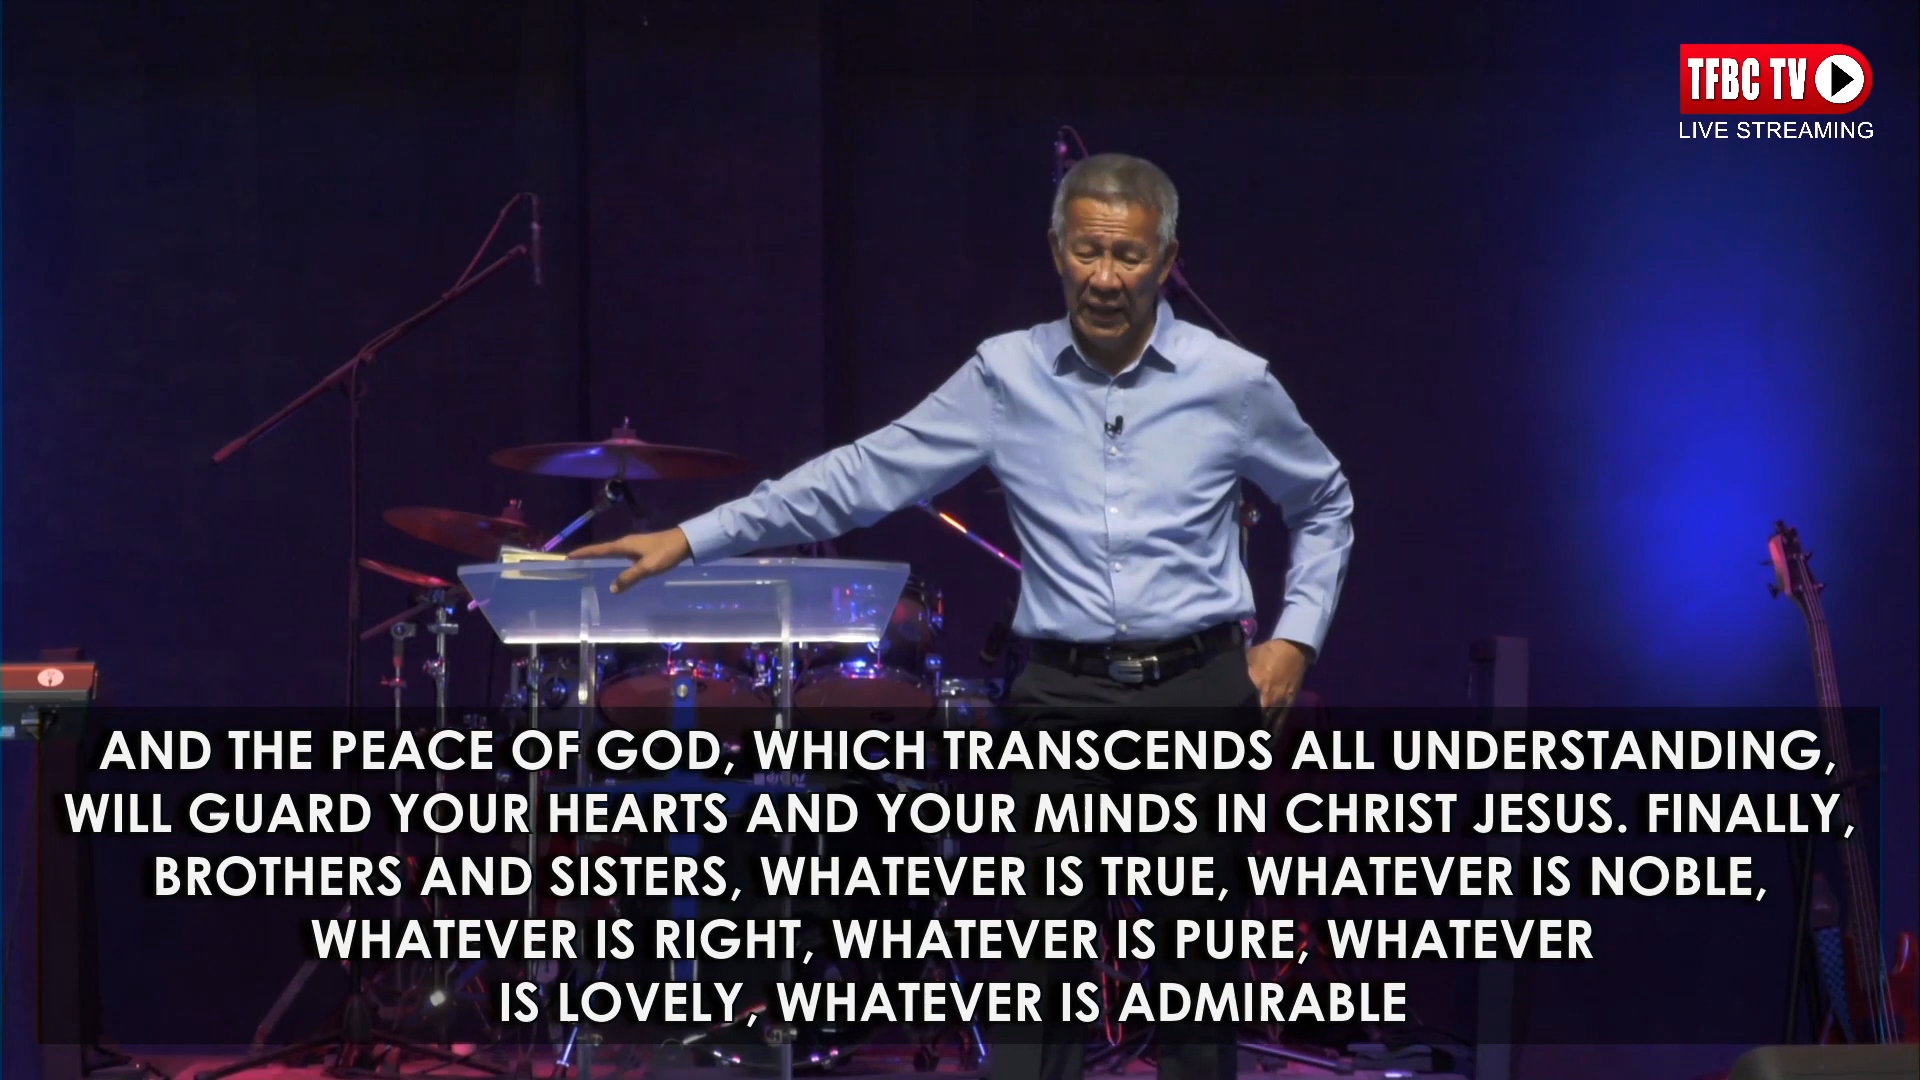 TFBC TV
LIVE STREAMING
AND THE PEACE OF GOD, WHICH TRANSCENDS ALL UNDERSTANDING,
WILL GUARD YOUR HEARTS AND YOUR MINDS IN CHRIST JESUS. FINALLY,
BROTHERS AND SISTERS, WHATEVER IS TRUE, WHATEVER IS NOBLE,
WHATEVER IS RIGHT, WHATEVER IS PURE, WHATEVER
IS LOVELY, WHATEVER IS ADMIRABLE